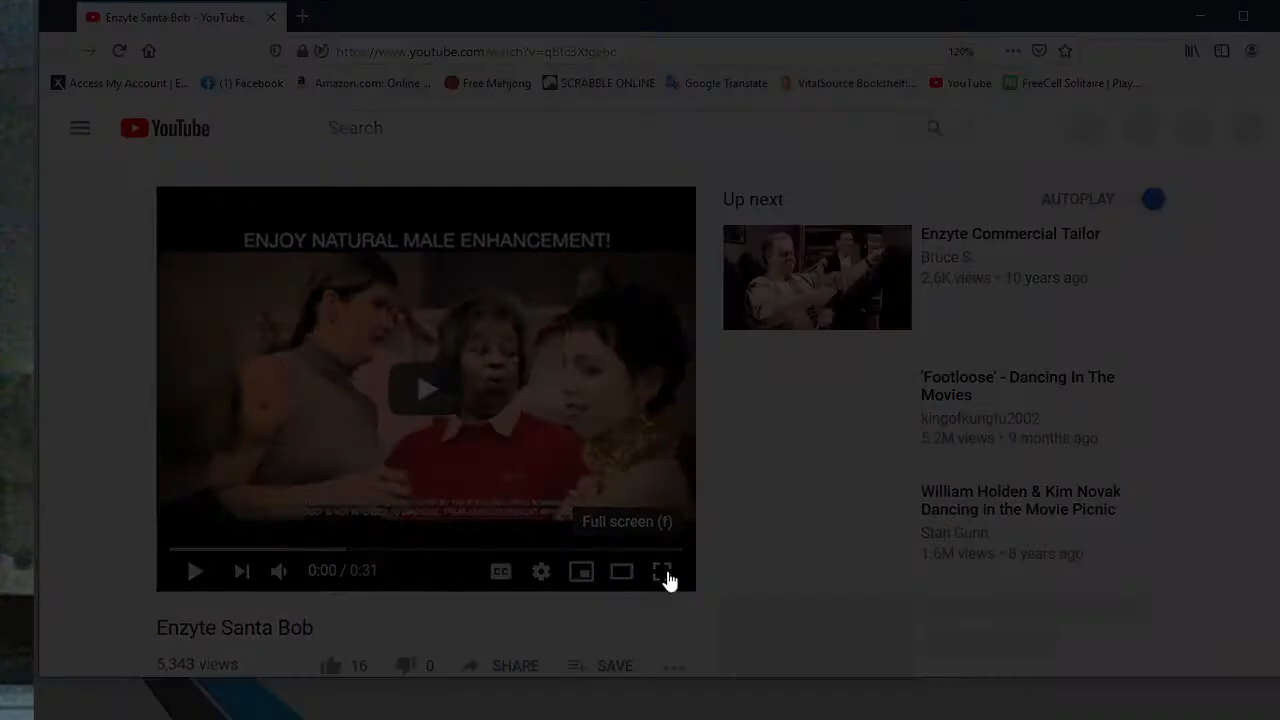 Enzyte Santa Bob - YouTube
120%
Access My Account | E...
(1) Facebook
Amazon.com: Online ...
Free Mahjong
SCRABBLE ONLINE
Google Translate
VitalSource Bookshelf:...
YouTube
FreeCell Solitaire | Play...
YouTube
Search
ENJOY NATURAL MALE ENHANCEMENT!
Full screen (f)
0:00 / 0:31
CC
Enzyte Santa Bob
5,343 views
16
0
SHARE
SAVE
Up next
AUTOPLAY
Enzyte Commercial Tailor
Bruce S.
2.6K views • 10 years ago
'Footloose' - Dancing In The
Movies
kingofkungfu2002
5.2M views • 9 months ago
William Holden & Kim Novak
Dancing in the Movie Picnic
Stan Gunn
1.6M views • 8 years ago